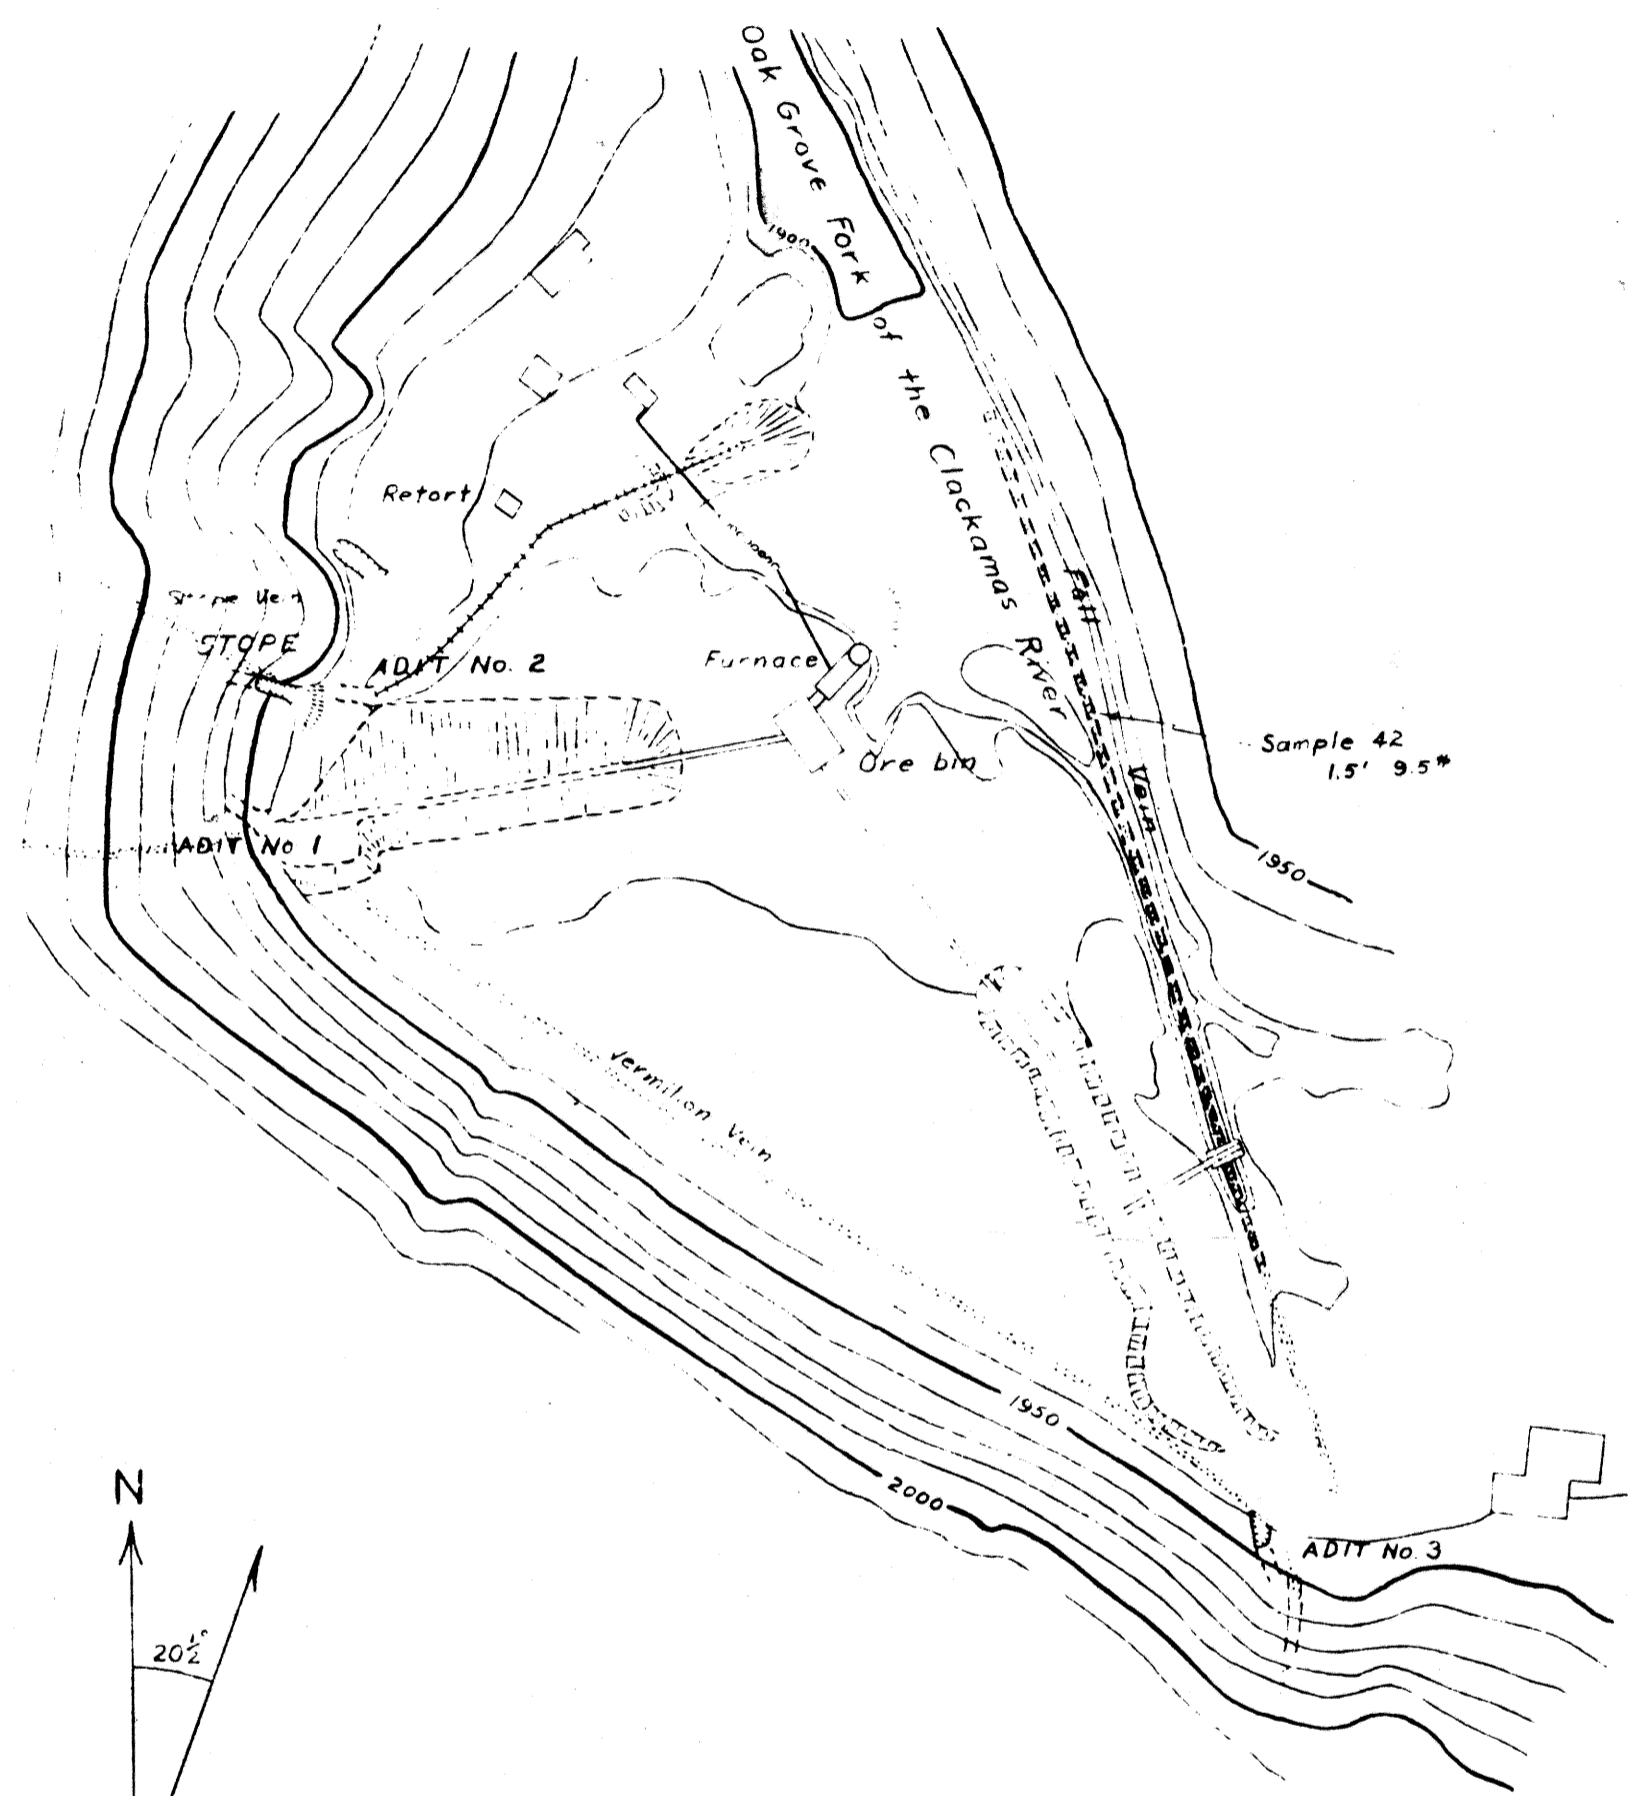 Oak Grove Fork of the Clackamas River
1900
Retort
STOPE
ADIT No. 2
Furnace
Fall Vein
Ore bin
Sample 42
1.5' 9.5#
ADIT No 1
1950
Vermilion Vein
1950
2000
N
ADIT No. 3
20½°